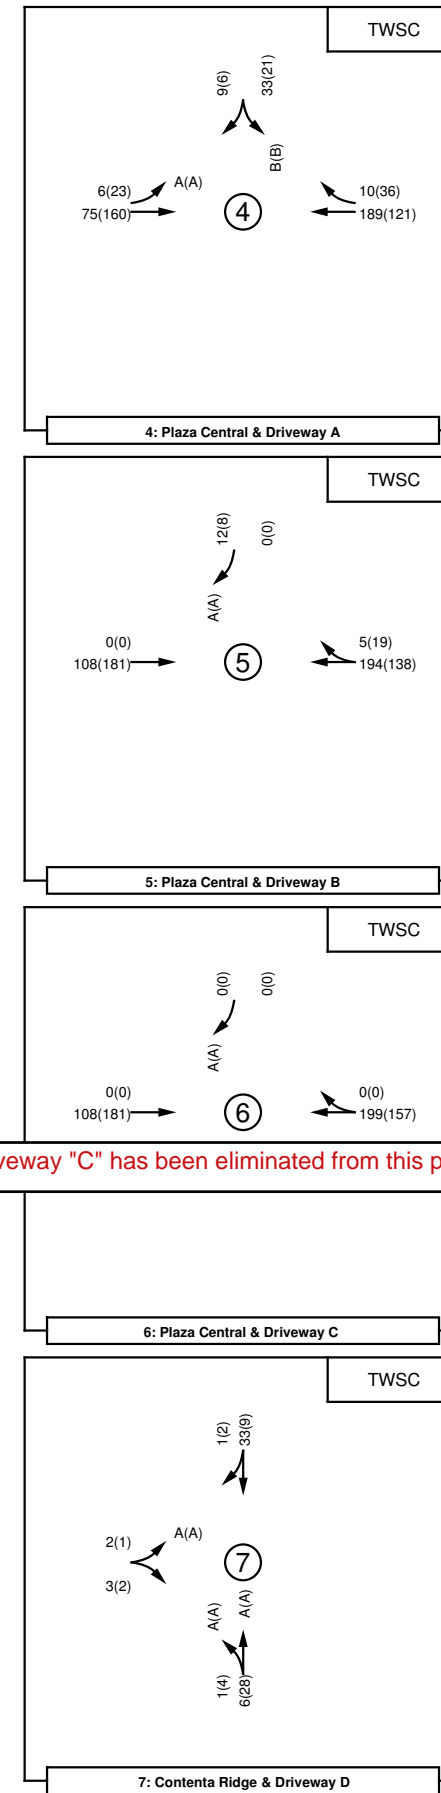 TWSC
9(6)
33(21)
B(B)
A(A)
6(23)
75(160)
4
10(36)
189(121)
4: Plaza Central & Driveway A
TWSC
12(8)
0(0)
A(A)
0(0)
108(181)
5
5(19)
194(138)
5: Plaza Central & Driveway B
TWSC
0(0)
0(0)
A(A)
0(0)
108(181)
6
0(0)
199(157)
veway "C" has been eliminated from this p
6: Plaza Central & Driveway C
TWSC
1(2)
33(9)
A(A)
2(1)
3(2)
7
A(A)
A(A)
1(4)
6(28)
7: Contenta Ridge & Driveway D